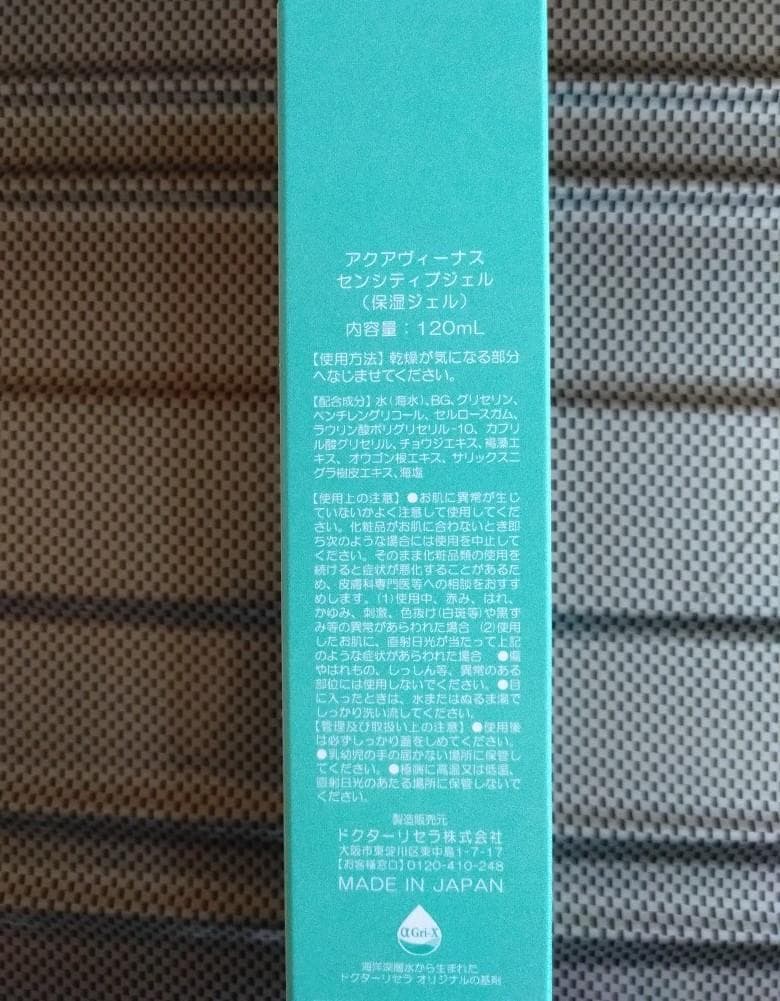 アクアヴィーナス
センシティブジェル
（保湿ジェル）
内容量：120mL
【使用方法】乾燥が気になる部分
へなじませてください。
【配合成分】水（海水）、BG、グリセリン、
ペンチレングリコール、セルロースガム、
ラウリン酸ポリグリセリル-10、カプリ
ル酸グリセリル、チョウジエキス、褐藻エ
キス、オウゴン根エキス、サリックスニ
グラ樹皮エキス、海塩
【使用上の注意】●お肌に異常が生じ
ていないかよく注意して使用してくだ
さい。化粧品がお肌に合わないとき即
ち次のような場合には使用を中止して
ください。そのまま化粧品類の使用を
続けると症状が悪化することがあるた
め、皮膚科専門医等への相談をおすす
めします。(1)使用中、赤み、はれ、
かゆみ、刺激、色抜け(白斑等)や黒ず
み等の異常があらわれた場合 (2)使用
したお肌に、直射日光が当たって上記
のような症状があらわれた場合 ●傷
やはれもの、しっしん等、異常のある
部位には使用しないでください。●目
に入ったときは、水またはぬるま湯で
しっかり洗い流してください。
【管理及び取扱い上の注意】●使用後
は必ずしっかり蓋をしめてください。
●乳幼児の手の届かない場所に保管し
てください。●極端に高温又は低温、
直射日光のあたる場所に保管しないで
ください。
製造販売元
ドクターリセラ株式会社
大阪市東淀川区東中島1-7-17
【お客様窓口】0120-410-248
MADE IN JAPAN
αGri-X
海洋深層水から生まれた
ドクターリセラ オリジナルの基剤